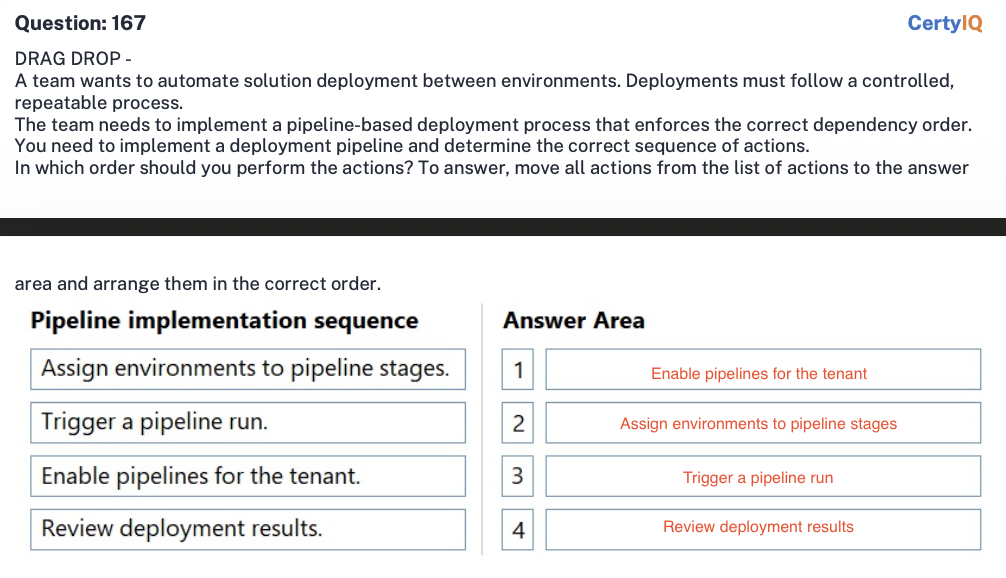 Question: 167
CertyIQ
DRAG DROP -
A team wants to automate solution deployment between environments. Deployments must follow a controlled,
repeatable process.
The team needs to implement a pipeline-based deployment process that enforces the correct dependency order.
You need to implement a deployment pipeline and determine the correct sequence of actions.
In which order should you perform the actions? To answer, move all actions from the list of actions to the answer
area and arrange them in the correct order.
Pipeline implementation sequence
Assign environments to pipeline stages.
Trigger a pipeline run.
Enable pipelines for the tenant.
Review deployment results.
Answer Area
1 Enable pipelines for the tenant
2 Assign environments to pipeline stages
3 Trigger a pipeline run
4 Review deployment results